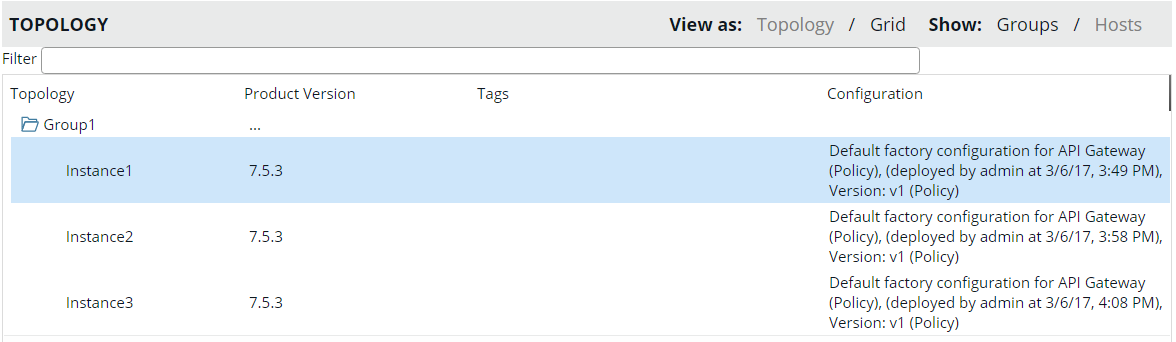 TOPOLOGY View as: Topology / Grid Show: Groups / Hosts
Filter
Topology Product Version Tags Configuration
Group1 ...
Default factory configuration for API Gateway
Instance1 7.5.3 (Policy), (deployed by admin at 3/6/17, 3:49 PM),
Version: v1 (Policy)
Default factory configuration for API Gateway
Instance2 7.5.3 (Policy), (deployed by admin at 3/6/17, 3:58 PM),
Version: v1 (Policy)
Default factory configuration for API Gateway
Instance3 7.5.3 (Policy), (deployed by admin at 3/6/17, 4:08 PM),
Version: v1 (Policy)